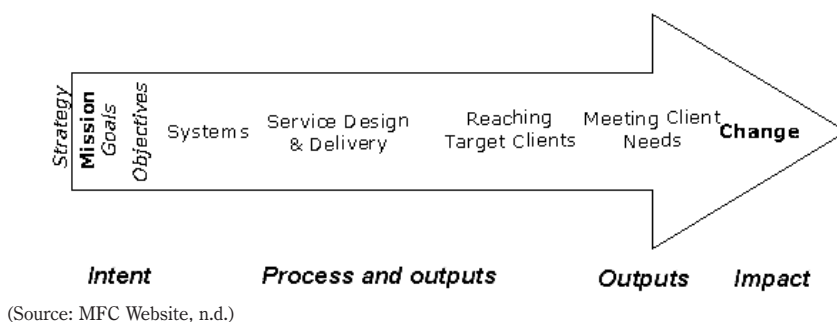 Strategy
Mission
Goals
Objectives
Systems
Service Design
& Delivery
Reaching
Target Clients
Meeting Client
Needs
Change
Intent
Process and outputs
Outputs
Impact
(Source: MFC Website, n.d.)